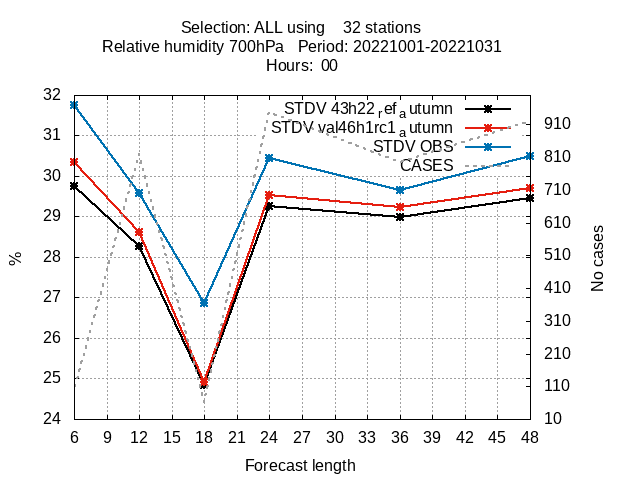 Selection: ALL using 32 stations
Relative humidity 700hPa Period: 20221001-20221031
Hours: 00
STDV 43h22 ref autumn
STDV val46h1rc1 autumn
STDV OBS
CASES
%
32
31
30
29
28
27
26
25
24
910
810
710
610
510
410
310
210
110
10
No cases
6 9 12 15 18 21 24 27 30 33 36 39 42 45 48
Forecast length